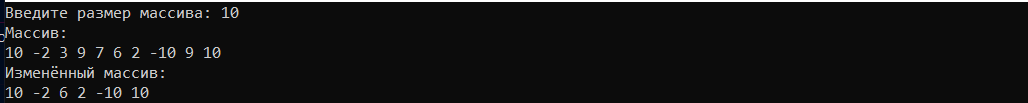 Введите размер массива: 10
Массив:
10 -2 3 9 7 6 2 -10 9 10
Изменённый массив:
10 -2 6 2 -10 10